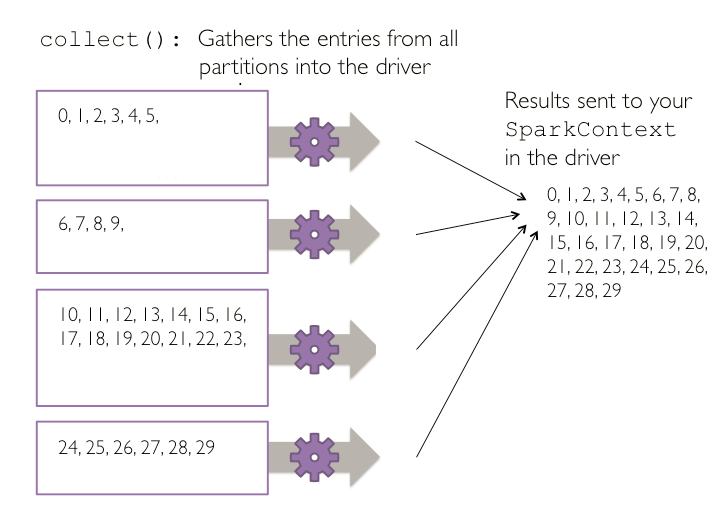 collect(): Gathers the entries from all
partitions into the driver
0, 1, 2, 3, 4, 5,
6, 7, 8, 9,
10, 11, 12, 13, 14, 15, 16,
17, 18, 19, 20, 21, 22, 23,
24, 25, 26, 27, 28, 29
Results sent to your
SparkContext
in the driver
0, 1, 2, 3, 4, 5, 6, 7, 8,
9, 10, 11, 12, 13, 14,
15, 16, 17, 18, 19, 20,
21, 22, 23, 24, 25, 26,
27, 28, 29